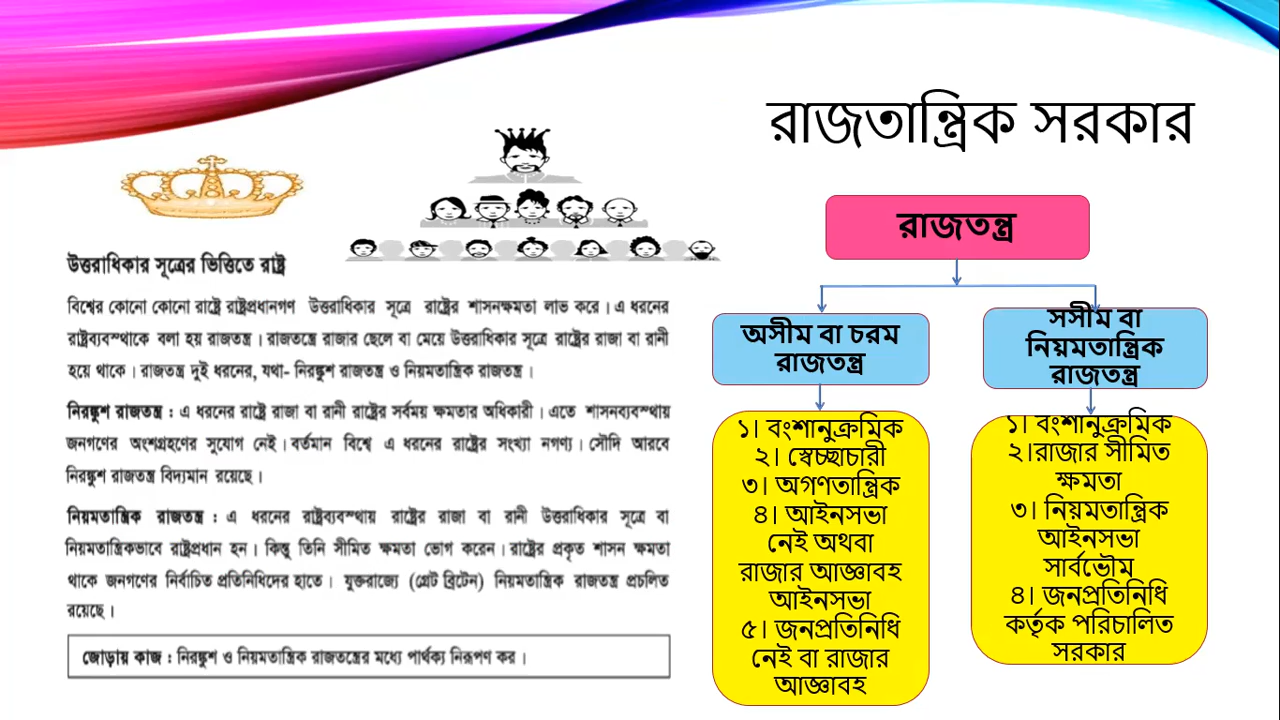 রাজতান্ত্রিক সরকার
উত্তরাধিকার সূত্রের ভিত্তিতে রাষ্ট্র
বিশ্বের কোনো কোনো রাষ্ট্রে রাষ্ট্রপ্রধানগণ উত্তরাধিকার সূত্রে রাষ্ট্রের শাসনক্ষমতা লাভ করে। এ ধরনের
রাষ্ট্রব্যবস্থাকে বলা হয় রাজতন্ত্র। রাজতন্ত্রে রাজার ছেলে বা মেয়ে উত্তরাধিকার সূত্রে রাষ্ট্রের রাজা বা রানী
হয়ে থাকে। রাজতন্ত্র দুই ধরনের, যথা- নিরঙ্কুশ রাজতন্ত্র ও নিয়মতান্ত্রিক রাজতন্ত্র।
নিরঙ্কুশ রাজতন্ত্র : এ ধরনের রাষ্ট্রে রাজা বা রানী রাষ্ট্রের সর্বময় ক্ষমতার অধিকারী। এতে শাসনব্যবস্থায়
জনগণের অংশগ্রহণের সুযোগ নেই। বর্তমান বিশ্বে এ ধরনের রাষ্ট্রের সংখ্যা নগণ্য। সৌদি আরবে
নিরঙ্কুশ রাজতন্ত্র বিদ্যমান রয়েছে।
নিয়মতান্ত্রিক রাজতন্ত্র : এ ধরনের রাষ্ট্রব্যবস্থায় রাষ্ট্রের রাজা বা রানী উত্তরাধিকার সূত্রে বা
নিয়মতান্ত্রিকভাবে রাষ্ট্রপ্রধান হন। কিন্তু তিনি সীমিত ক্ষমতা ভোগ করেন। রাষ্ট্রের প্রকৃত শাসন ক্ষমতা
থাকে জনগণের নির্বাচিত প্রতিনিধিদের হাতে। যুক্তরাজ্যে (গ্রেট ব্রিটেন) নিয়মতান্ত্রিক রাজতন্ত্র প্রচলিত
রয়েছে।
জোড়ায় কাজ : নিরঙ্কুশ ও নিয়মতান্ত্রিক রাজতন্ত্রের মধ্যে পার্থক্য নিরূপণ কর।
রাজতন্ত্র
অসীম বা চরম
রাজতন্ত্র
সসীম বা
নিয়মতান্ত্রিক
রাজতন্ত্র
১। বংশানুক্রমিক
২। স্বেচ্ছাচারী
৩। অগণতান্ত্রিক
৪। আইনসভা
নেই অথবা
রাজার আজ্ঞাবহ
আইনসভা
৫। জনপ্রতিনিধি
নেই বা রাজার
আজ্ঞাবহ
১। বংশানুক্রমিক
২।রাজার সীমিত
ক্ষমতা
৩। নিয়মতান্ত্রিক
আইনসভা
সার্বভৌম
৪। জনপ্রতিনিধি
কর্তৃক পরিচালিত
সরকার